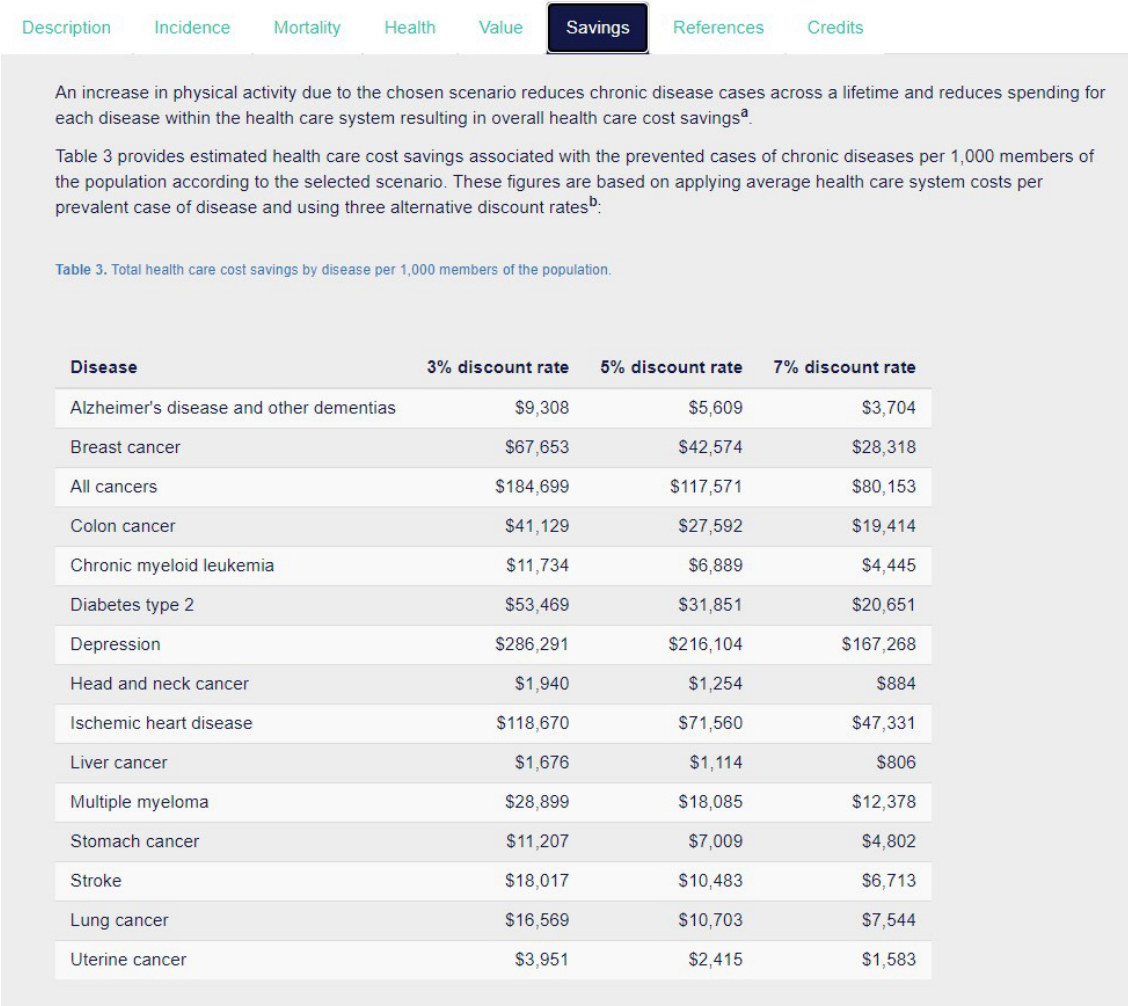 Description Incidence Mortality Health Value Savings References Credits
An increase in physical activity due to the chosen scenario reduces chronic disease cases across a lifetime and reduces spending for
each disease within the health care system resulting in overall health care cost savingsᵃ.
Table 3 provides estimated health care cost savings associated with the prevented cases of chronic diseases per 1,000 members of
the population according to the selected scenario. These figures are based on applying average health care system costs per
prevalent case of disease and using three alternative discount ratesᵇ:
Table 3. Total health care cost savings by disease per 1,000 members of the population.
Disease 3% discount rate 5% discount rate 7% discount rate
Alzheimer's disease and other dementias $9,308 $5,609 $3,704
Breast cancer $67,653 $42,574 $28,318
All cancers $184,699 $117,571 $80,153
Colon cancer $41,129 $27,592 $19,414
Chronic myeloid leukemia $11,734 $6,889 $4,445
Diabetes type 2 $53,469 $31,851 $20,651
Depression $286,291 $216,104 $167,268
Head and neck cancer $1,940 $1,254 $884
Ischemic heart disease $118,670 $71,560 $47,331
Liver cancer $1,676 $1,114 $806
Multiple myeloma $28,899 $18,085 $12,378
Stomach cancer $11,207 $7,009 $4,802
Stroke $18,017 $10,483 $6,713
Lung cancer $16,569 $10,703 $7,544
Uterine cancer $3,951 $2,415 $1,583